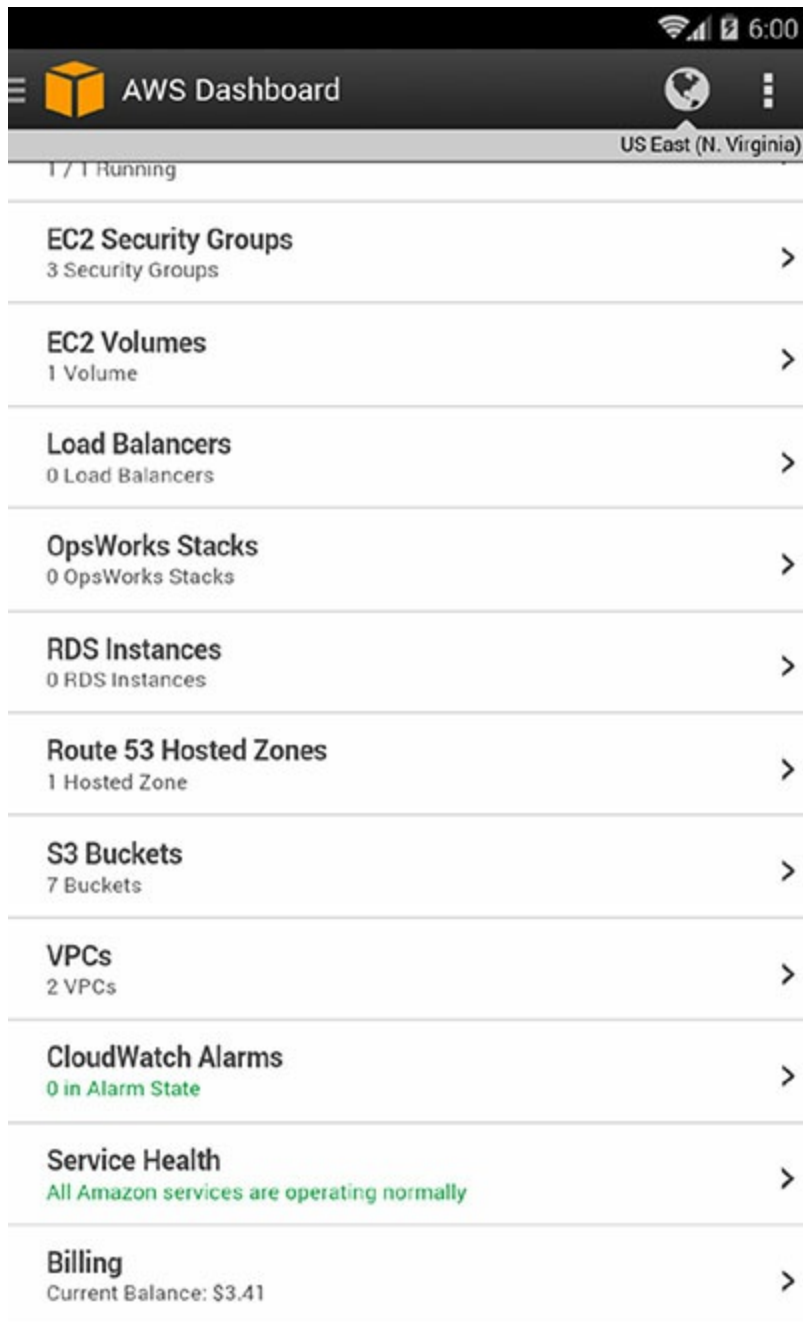 6:00
AWS Dashboard
US East (N. Virginia)
1 / 1 Running
EC2 Security Groups
3 Security Groups
EC2 Volumes
1 Volume
Load Balancers
0 Load Balancers
OpsWorks Stacks
0 OpsWorks Stacks
RDS Instances
0 RDS Instances
Route 53 Hosted Zones
1 Hosted Zone
S3 Buckets
7 Buckets
VPCs
2 VPCs
CloudWatch Alarms
0 in Alarm State
Service Health
All Amazon services are operating normally
Billing
Current Balance: $3.41